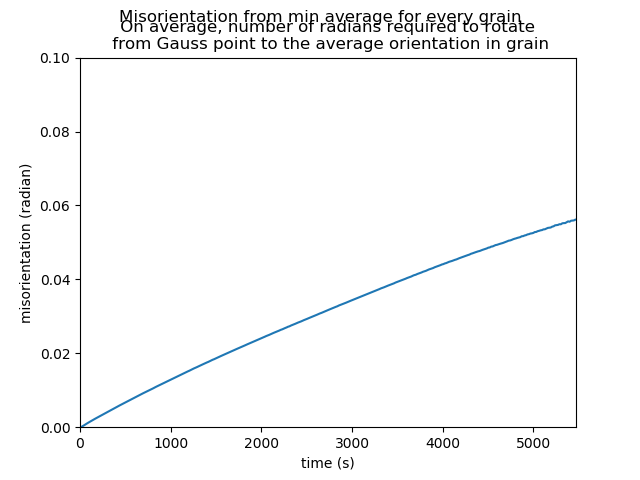 Misorientation from min average for every grain
On average, number of radians required to rotate
from Gauss point to the average orientation in grain
0.10
0.08
0.06
0.04
0.02
0.00
misorientation (radian)
0 1000 2000 3000 4000 5000
time (s)